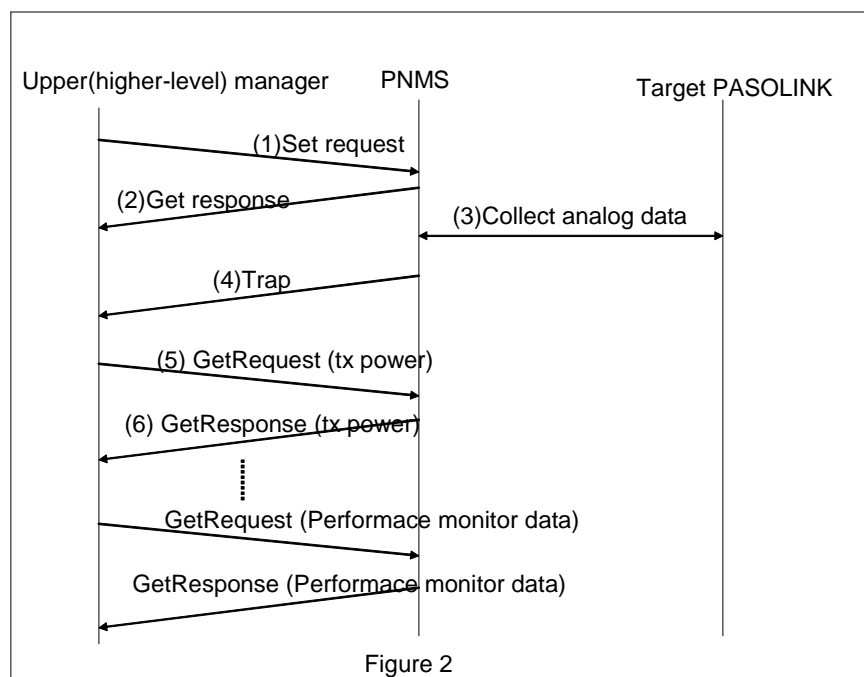 Upper(higher-level) manager
PNMS
Target PASOLINK
(1)Set request
(2)Get response
(3)Collect analog data
(4)Trap
(5) GetRequest (tx power)
(6) GetResponse (tx power)
GetRequest (Performace monitor data)
GetResponse (Performace monitor data)
Figure 2